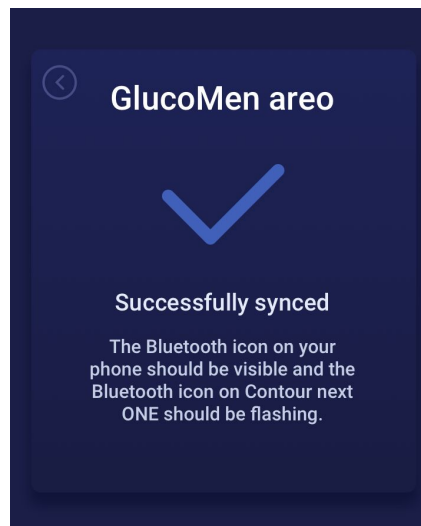 GlucoMen areo
Successfully synced
The Bluetooth icon on your
phone should be visible and the
Bluetooth icon on Contour next
ONE should be flashing.